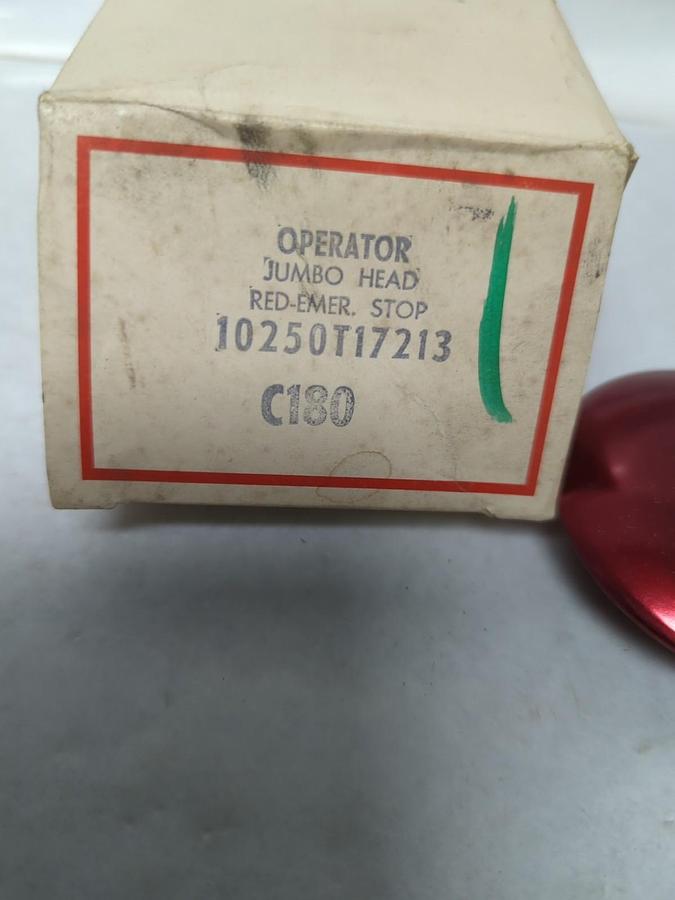 OPERATOR
JUMBO HEAD
RED-EMER. STOP
10250T17213
C180